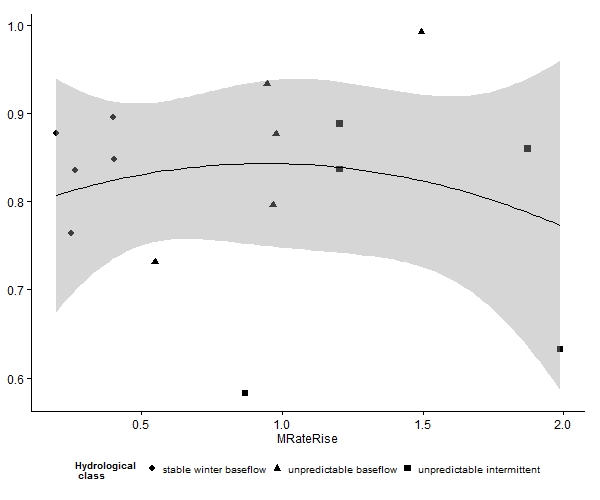 1.0
0.9
0.8
0.7
0.6
0.5 1.0 1.5 2.0
MRateRise
Hydrological
class
stable winter baseflow unpredictable baseflow unpredictable intermittent